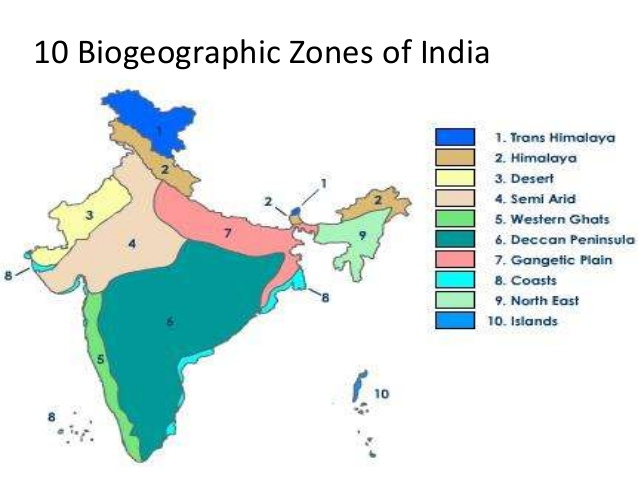 10 Biogeographic Zones of India
1
2
3
4
5
6
7
8
2
1
2
9
8
10
8
1. Trans Himalaya
2. Himalaya
3. Desert
4. Semi Arid
5. Western Ghats
6. Deccan Peninsula
7. Gangetic Plain
8. Coasts
9. North East
10. Islands